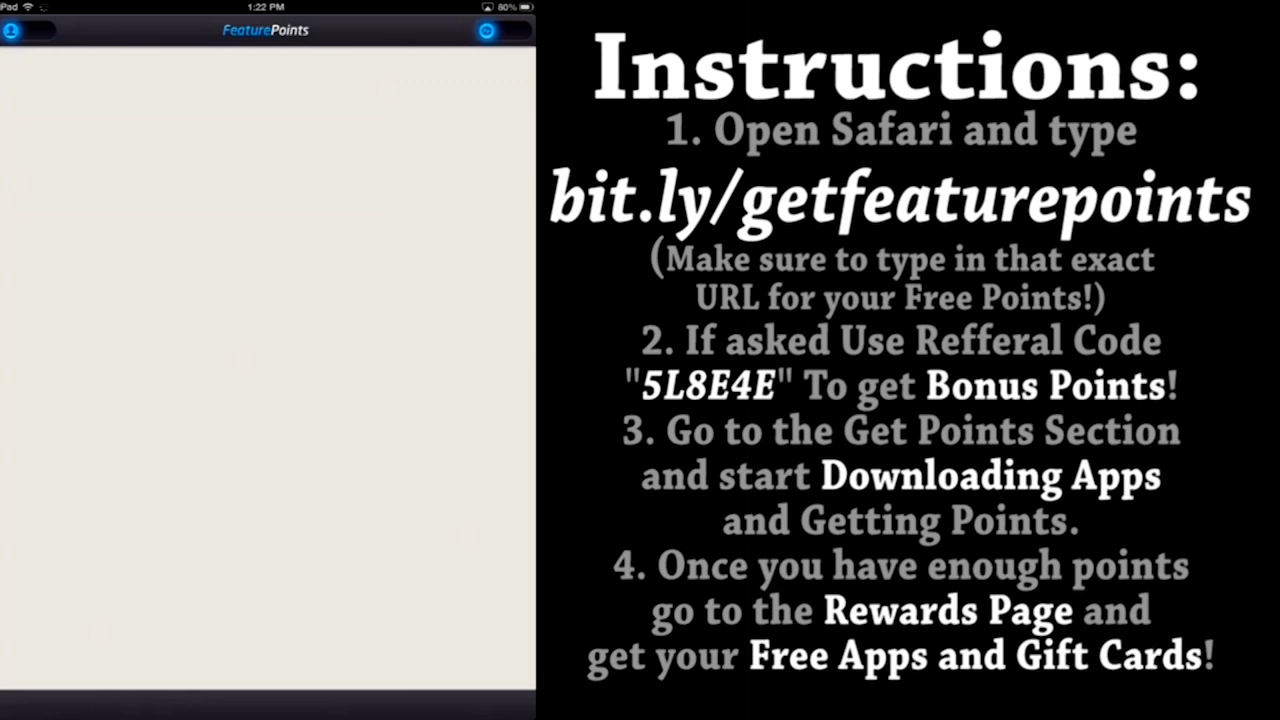 Pad 1:22 PM 80%
FeaturePoints
Instructions:
1. Open Safari and type
bit.ly/getfeaturepoints
(Make sure to type in that exact
URL for your Free Points!)
2. If asked Use Refferal Code
"5L8E4E" To get Bonus Points!
3. Go to the Get Points Section
and start Downloading Apps
and Getting Points.
4. Once you have enough points
go to the Rewards Page and
get your Free Apps and Gift Cards!